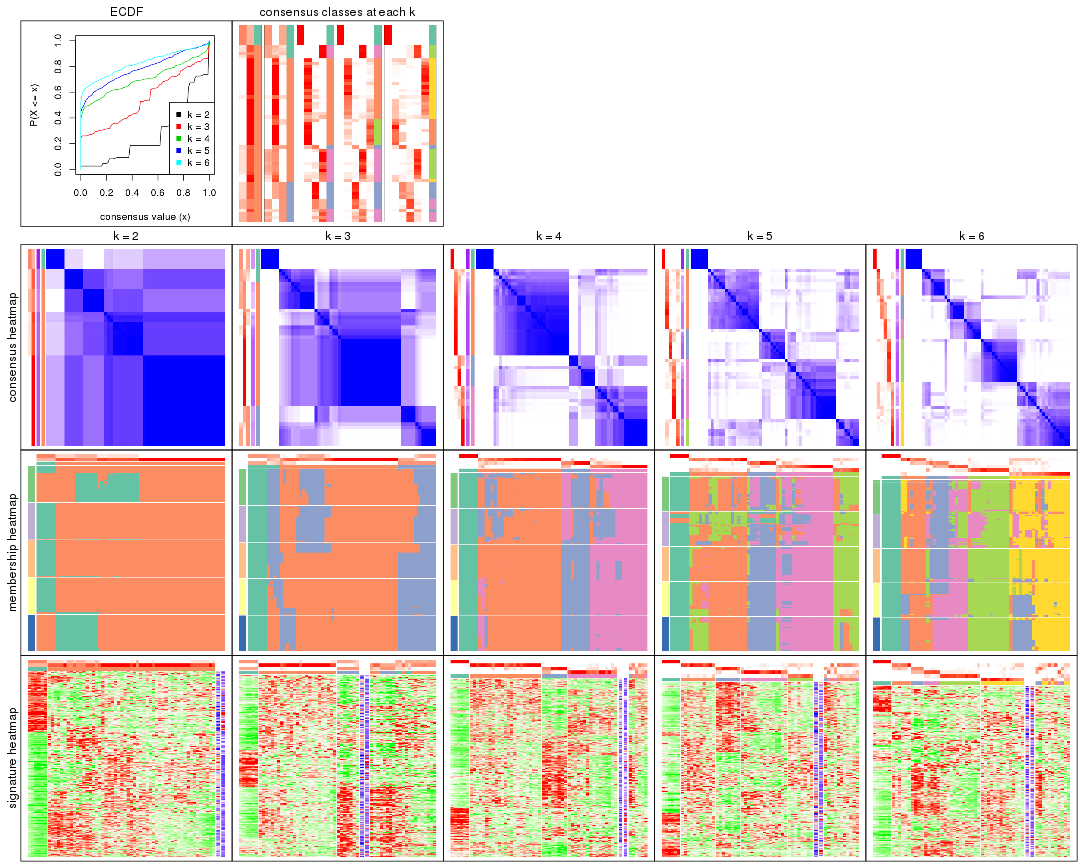 ECDF
consensus classes at each k
P(X <= x)
1.0
0.8
0.6
0.4
0.2
0.0
k = 2
k = 3
k = 4
k = 5
k = 6
0.0 0.2 0.4 0.6 0.8 1.0
consensus value (x)
k = 2
k = 3
k = 4
k = 5
k = 6
consensus heatmap
membership heatmap
signature heatmap